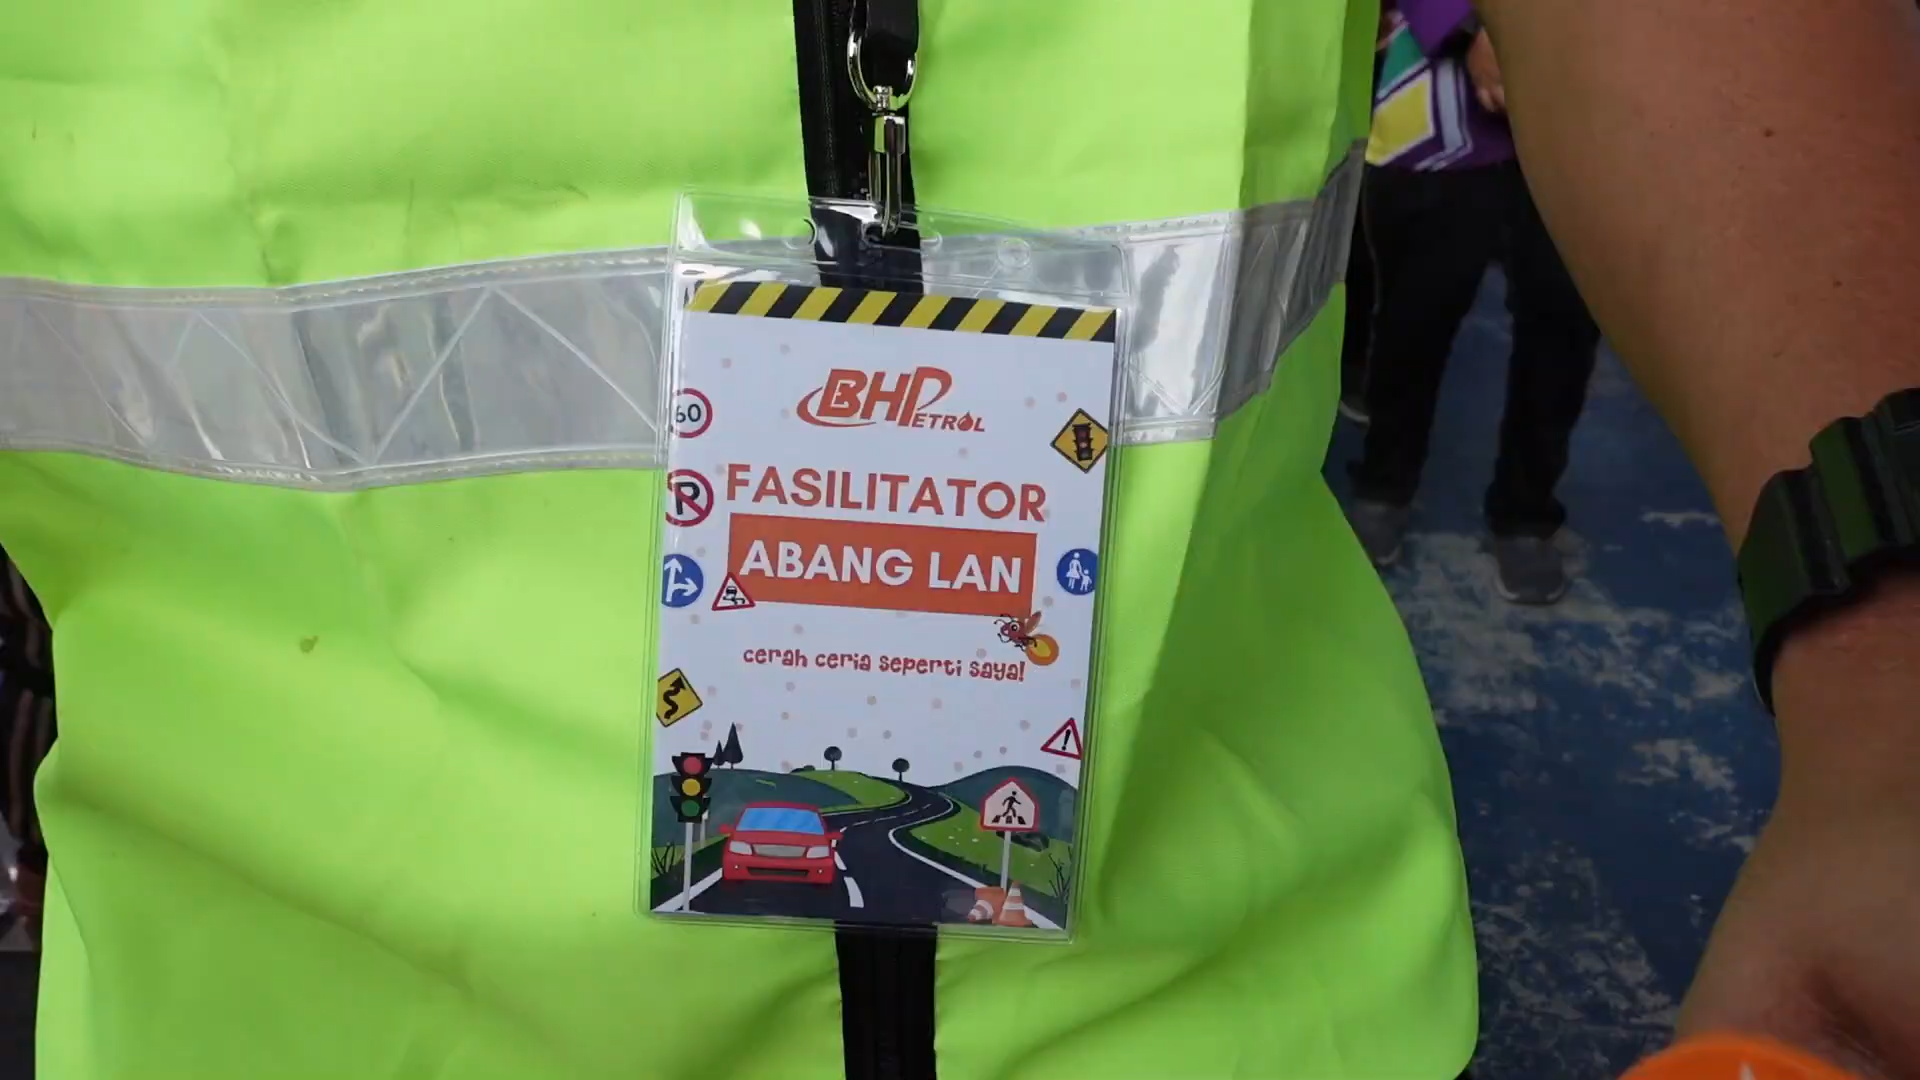 BHPETROL
60
P
FASILITATOR
ABANG LAN
cerah ceria seperti saya!